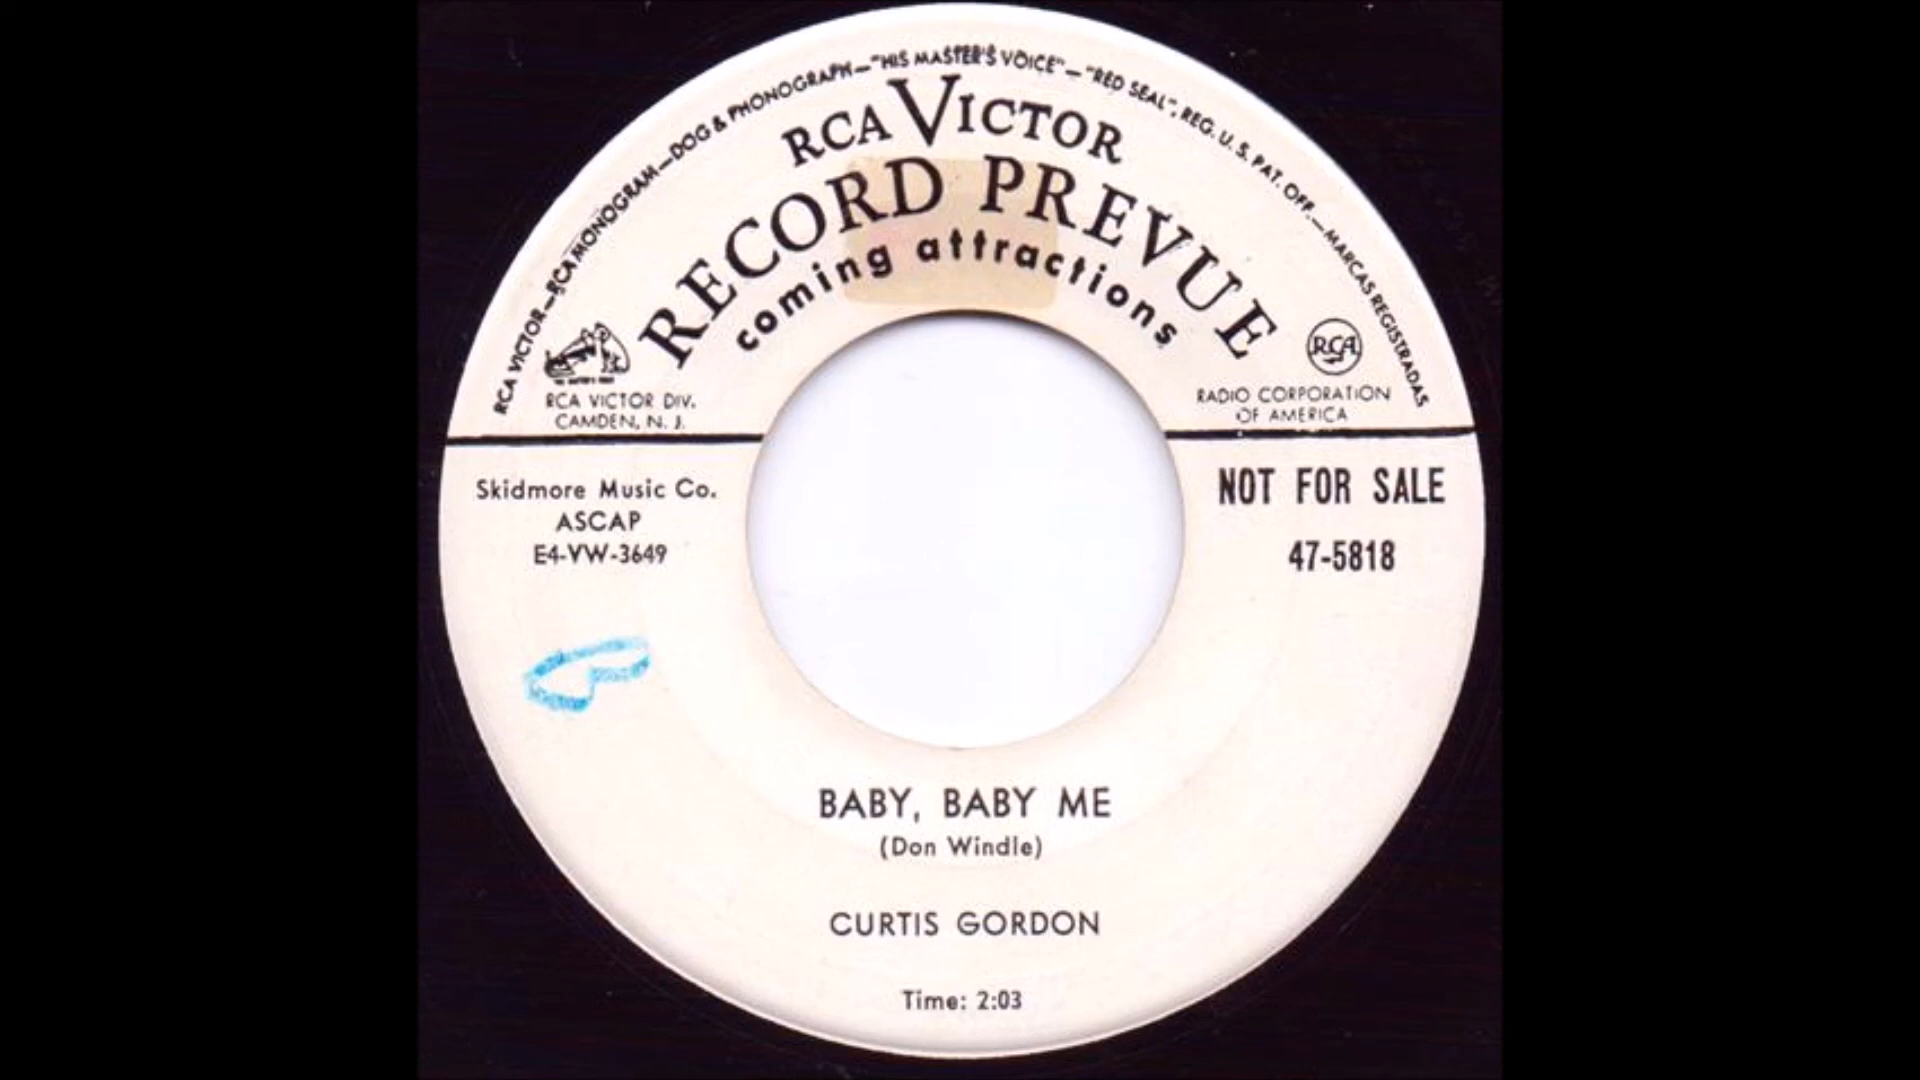 RCA VICTOR—RCA MONOGRAM—DOG & PHONOGRAPH—"HIS MASTER'S VOICE"—"RED SEAL", REG. U. S. PAT. OFF.—MARCAS REGISTRADAS
RCA VICTOR
RECORD PREVUE
coming attractions
RCA
RCA VICTOR DIV.
CAMDEN, N. J.
RADIO CORPORATION
OF AMERICA
Skidmore Music Co.
ASCAP
E4-VW-3649
NOT FOR SALE
47-5818
BABY, BABY ME
(Don Windle)
CURTIS GORDON
Time: 2:03